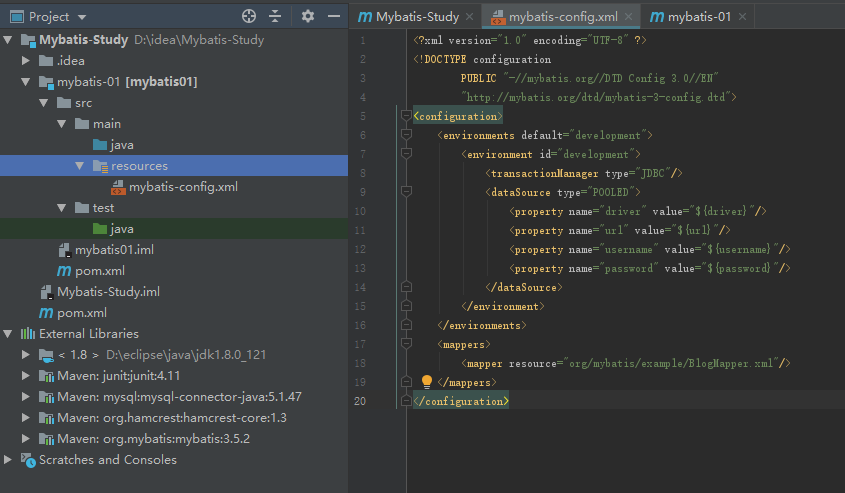 Project
Mybatis-Study D:\idea\Mybatis-Study
.idea
mybatis-01 [mybatis01]
src
main
java
resources
mybatis-config.xml
test
java
mybatis01.iml
pom.xml
Mybatis-Study.iml
pom.xml
External Libraries
< 1.8 > D:\eclipse\java\jdk1.8.0_121
Maven: junit:junit:4.11
Maven: mysql:mysql-connector-java:5.1.47
Maven: org.hamcrest:hamcrest-core:1.3
Maven: org.mybatis:mybatis:3.5.2
Scratches and Consoles
Mybatis-Study mybatis-config.xml mybatis-01
1 <?xml version="1.0" encoding="UTF-8" ?>
2 <!DOCTYPE configuration
3 PUBLIC "-//mybatis.org//DTD Config 3.0//EN"
4 "http://mybatis.org/dtd/mybatis-3-config.dtd">
5 <configuration>
6 <environments default="development">
7 <environment id="development">
8 <transactionManager type="JDBC"/>
9 <dataSource type="POOLED">
10 <property name="driver" value="${driver}"/>
11 <property name="url" value="${url}"/>
12 <property name="username" value="${username}"/>
13 <property name="password" value="${password}"/>
14 </dataSource>
15 </environment>
16 </environments>
17 <mappers>
18 <mapper resource="org/mybatis/example/BlogMapper.xml"/>
19 </mappers>
20 </configuration>